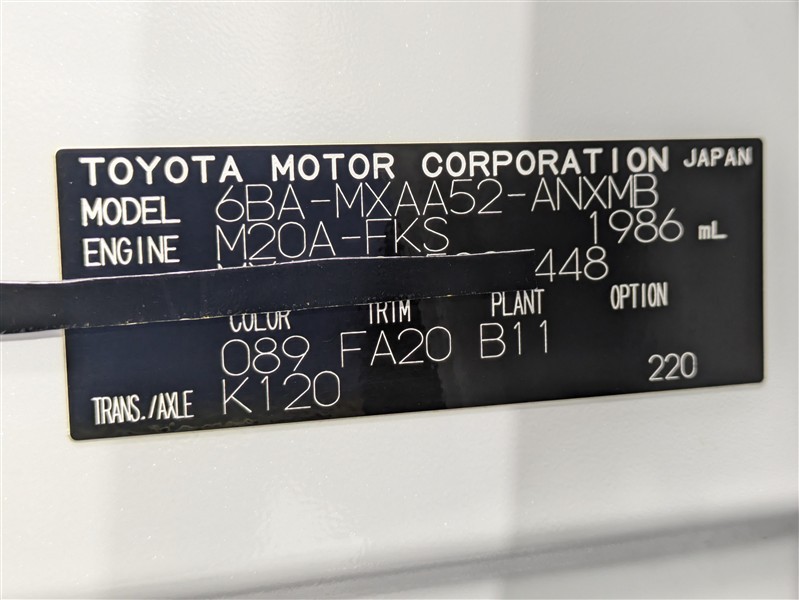 TOYOTA MOTOR CORPORATION JAPAN
MODEL 6BA-MXAA52-ANXMB
ENGINE M20A-FKS 1986 mL
448
COLOR TRIM PLANT OPTION
089 FA20 B11
TRANS./AXLE K120 220